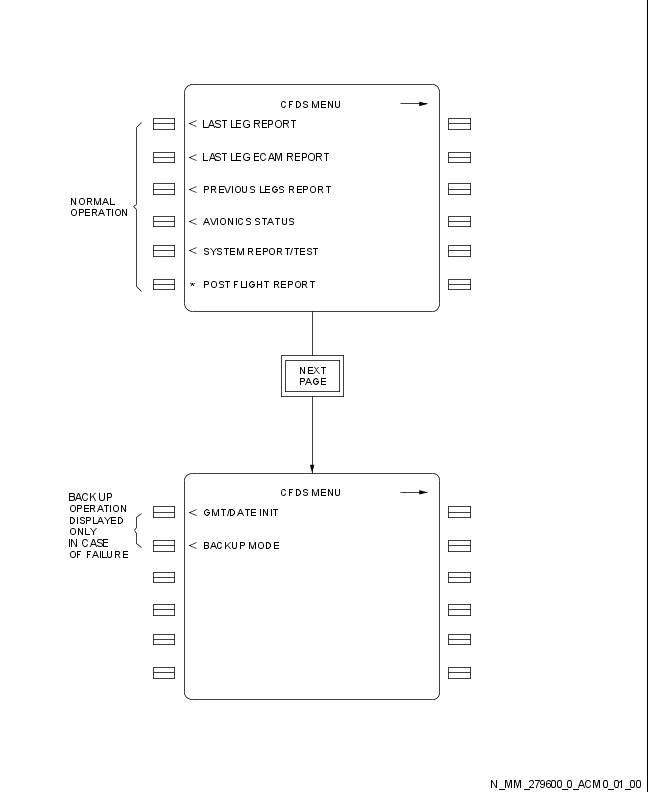 CFDS MENU
< LAST LEG REPORT
< LAST LEG ECAM REPORT
< PREVIOUS LEGS REPORT
< AVIONICS STATUS
< SYSTEM REPORT/TEST
* POST FLIGHT REPORT
NORMAL
OPERATION
NEXT
PAGE
CFDS MENU
< GMT/DATE INIT
< BACKUP MODE
BACK UP
OPERATION
DISPLAYED
ONLY
IN CASE
OF FAILURE
N_MM_279600_0_ACM0_01_00